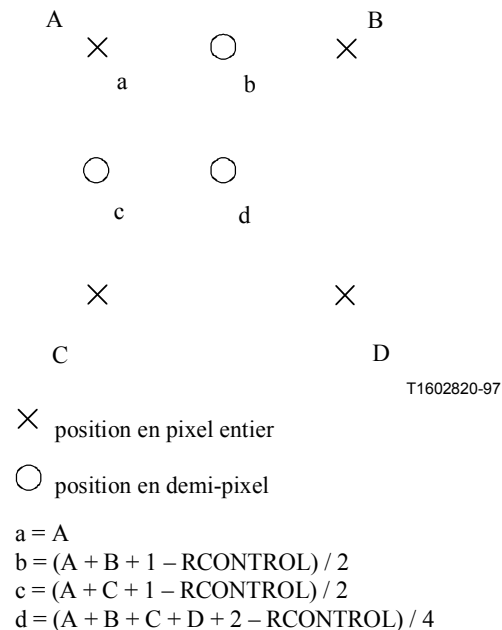 A
B
a
b
c
d
C
D
T1602820-97
position en pixel entier
position en demi-pixel
a = A
b = (A + B + 1 – RCONTROL) / 2
c = (A + C + 1 – RCONTROL) / 2
d = (A + B + C + D + 2 – RCONTROL) / 4